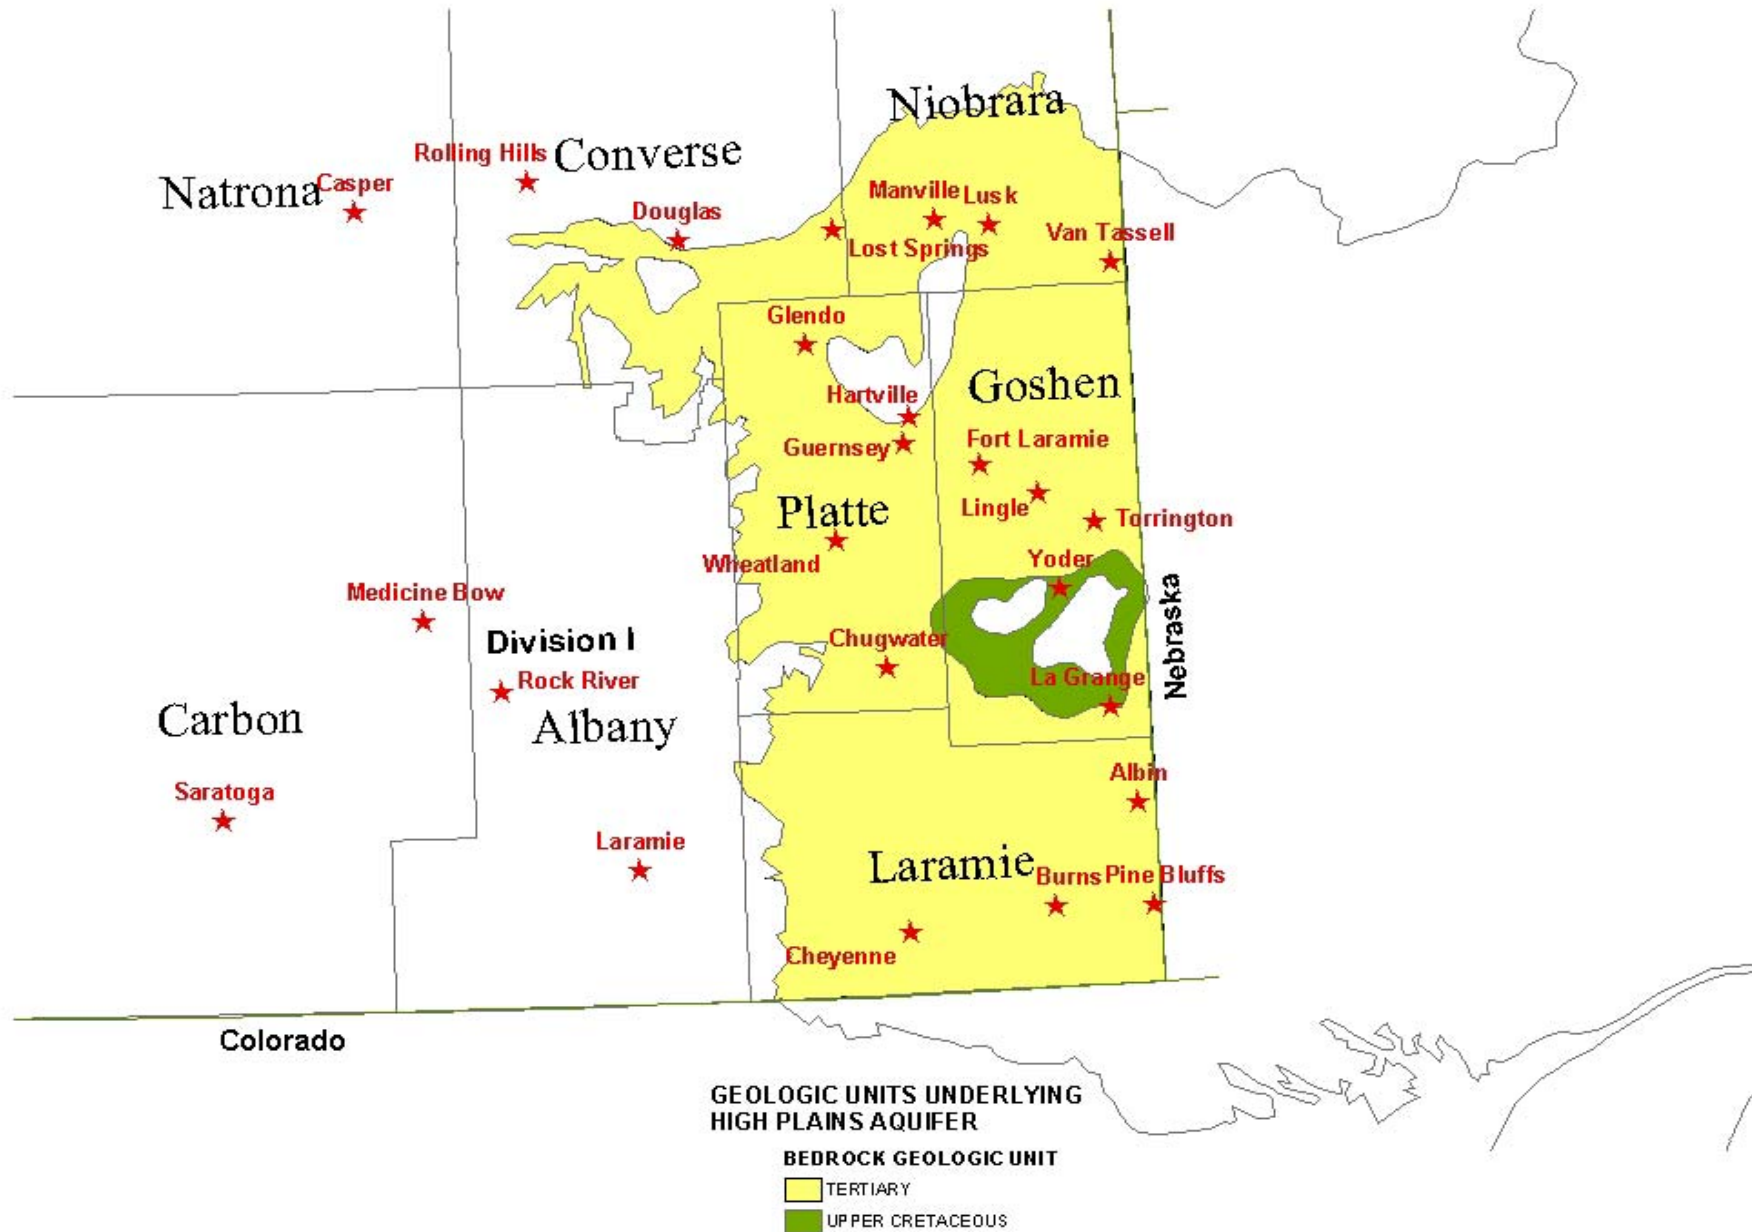 Niobrara
Rolling Hills
Converse
Natrona
Casper
Manville
Lusk
Douglas
Van Tassell
Lost Springs
Glendo
Goshen
Hartville
Fort Laramie
Guernsey
Platte
Lingle
Torrington
Wheatland
Yoder
Medicine Bow
Nebraska
Division I
Chugwater
Rock River
La Grange
Carbon
Albany
Albin
Saratoga
Laramie
Laramie
Burns
Pine Bluffs
Cheyenne
Colorado
GEOLOGIC UNITS UNDERLYING
HIGH PLAINS AQUIFER
BEDROCK GEOLOGIC UNIT
TERTIARY
UPPER CRETACEOUS